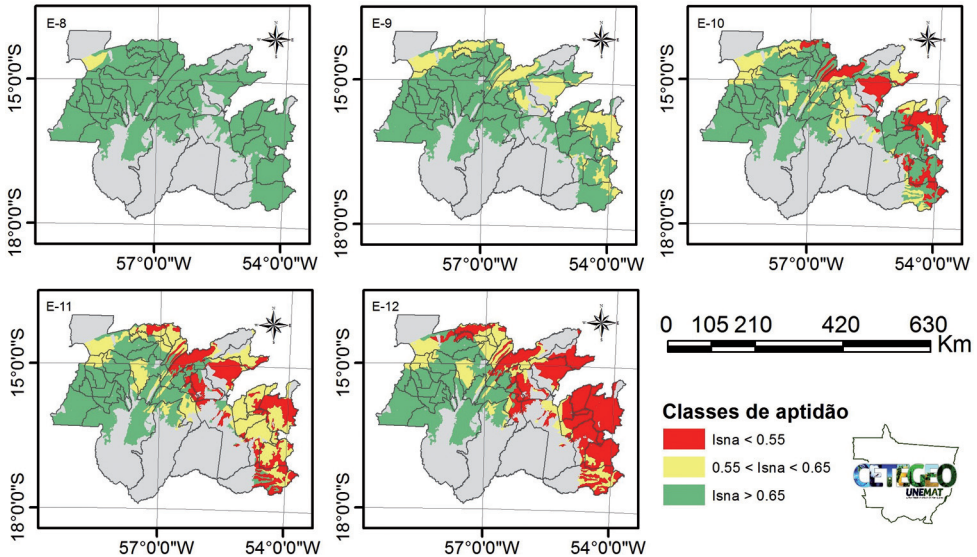 E-8
E-9
E-10
15°0'0"S
18°0'0"S
57°0'0"W
54°0'0"W
15°0'0"S
18°0'0"S
57°0'0"W
54°0'0"W
15°0'0"S
18°0'0"S
57°0'0"W
54°0'0"W
E-11
E-12
15°0'0"S
18°0'0"S
57°0'0"W
54°0'0"W
15°0'0"S
18°0'0"S
57°0'0"W
54°0'0"W
0 105 210 420 630
Km
Classes de aptidão
Isna < 0.55
0.55 < Isna < 0.65
Isna > 0.65
CETEGEO
UNEMAT